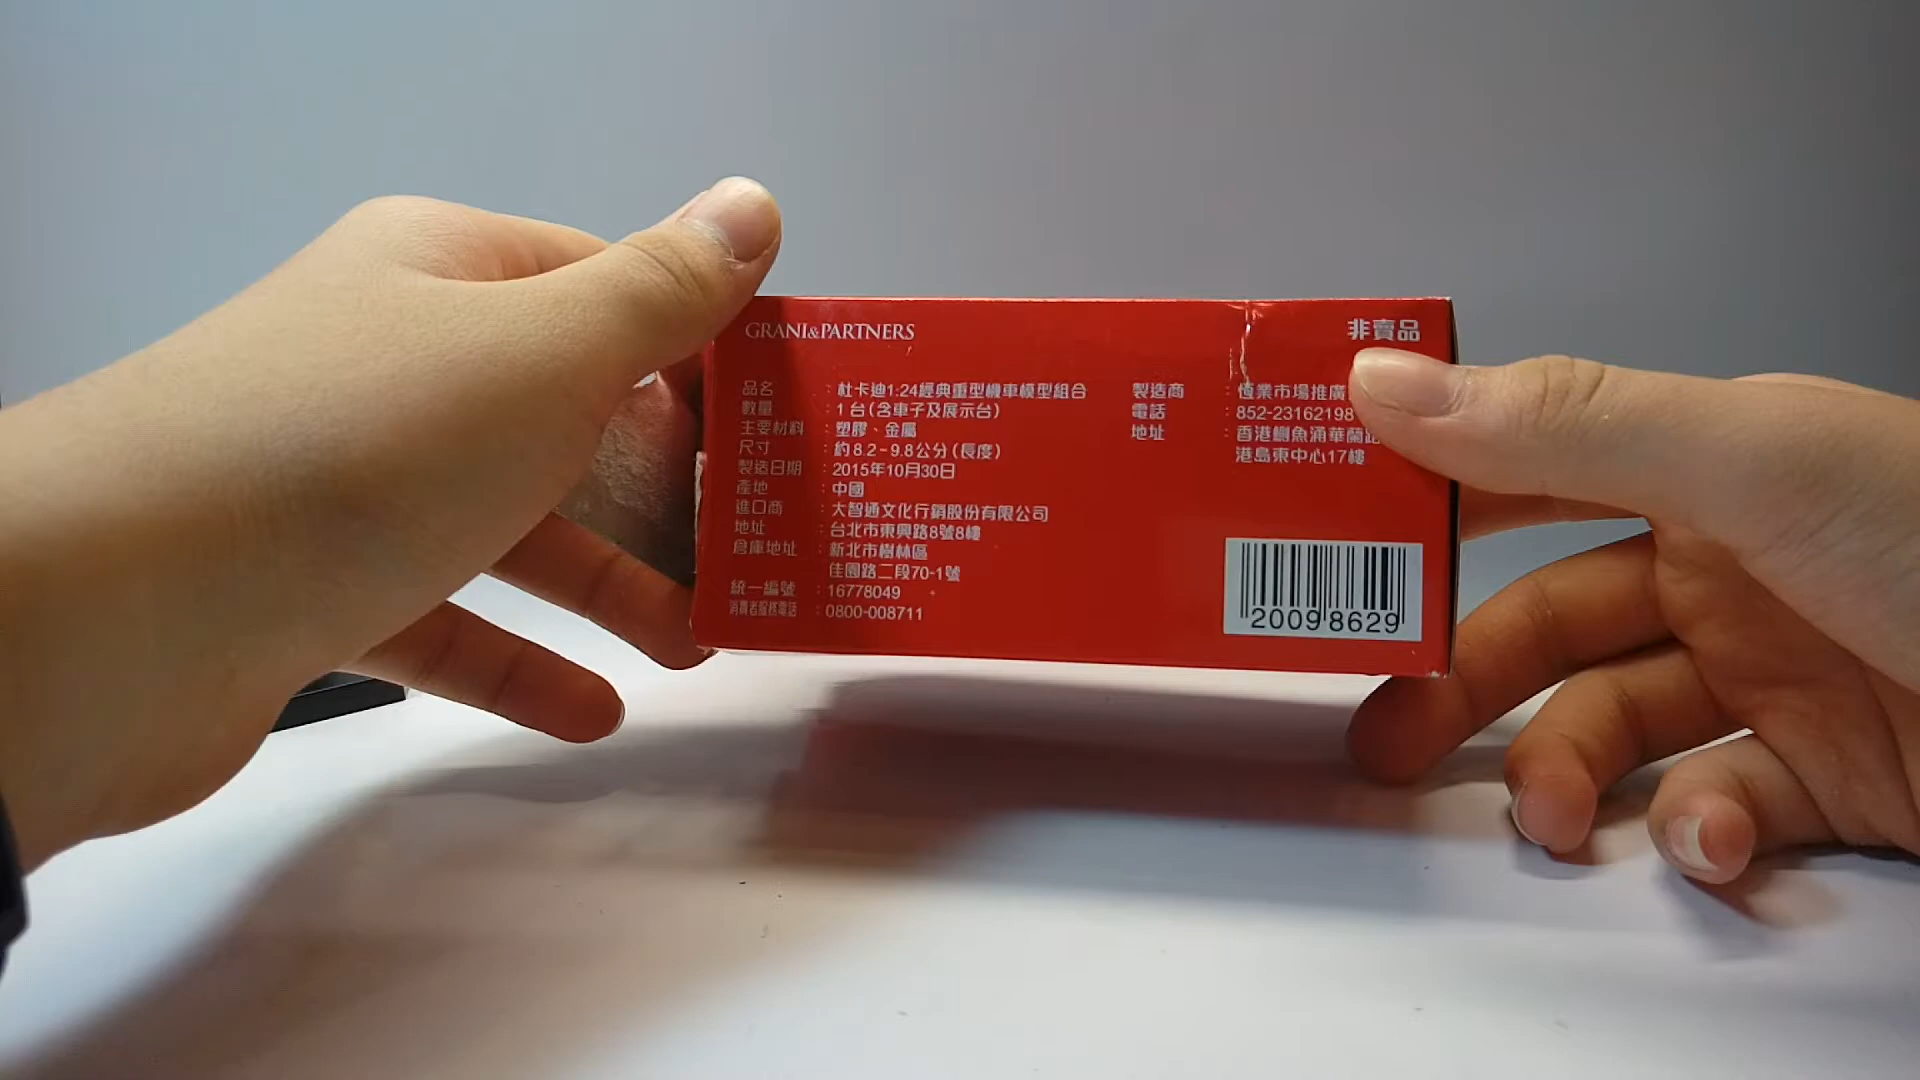 GRANI&PARTNERS
非賣品
品名 : 杜卡迪1:24經典重型機車模型組合
數量 : 1台(含車子及展示台)
主要材料 : 塑膠、金屬
尺寸 : 約8.2-9.8公分(長度)
製造日期 : 2015年10月30日
產地 : 中國
進口商 : 大智通文化行銷股份有限公司
地址 : 台北市東興路8號8樓
倉庫地址 : 新北市樹林區
佳園路二段70-1號
統一編號 : 16778049
消費者服務電話 : 0800-008711
製造商 : 恆業市場推廣
電話 : 852-23162198
地址 : 香港鰂魚涌華蘭路
港島東中心17樓
20098629